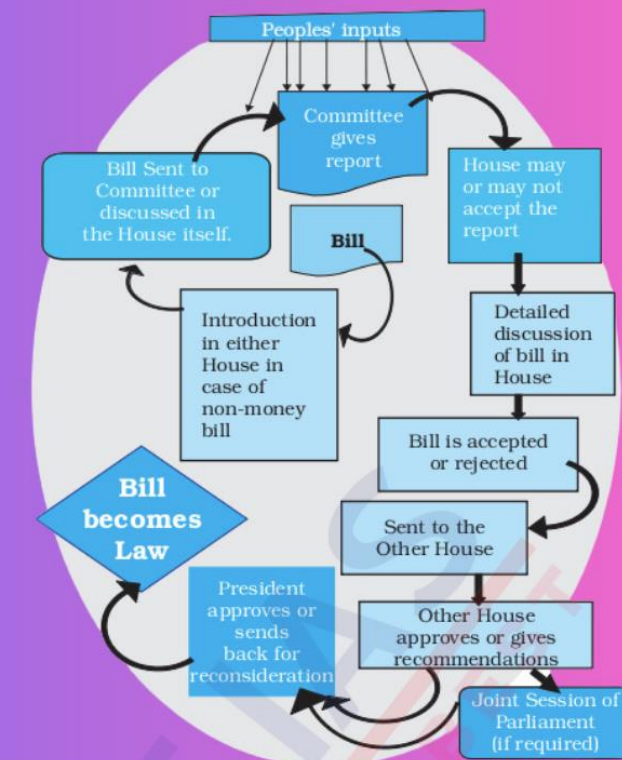 Peoples' inputs
Committee
gives
report
Bill Sent to
Committee or
discussed in
the House itself.
House may
or may not
accept the
report
Bill
Introduction
in either
House in
case of
non-money
bill
Detailed
discussion
of bill in
House
Bill is accepted
or rejected
Sent to the
Other House
Other House
approves or gives
recommendations
Joint Session of
Parliament
(if required)
President
approves or
sends
back for
reconsideration
Bill
becomes
Law
IAS